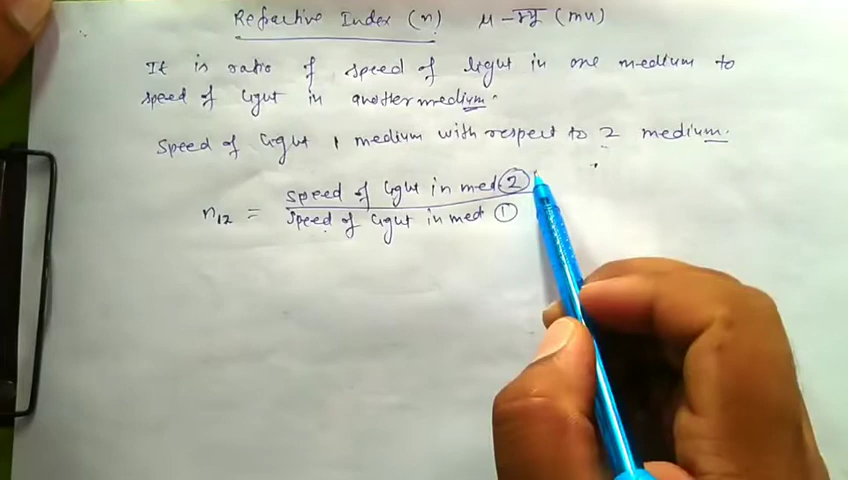 Refractive Index (n) μ - म्यु (mu)
It is ratio of speed of light in one medium to
speed of light in another medium.
Speed of light 1 medium with respect to 2 medium.
n12 = speed of light in med 2
speed of light in med 1